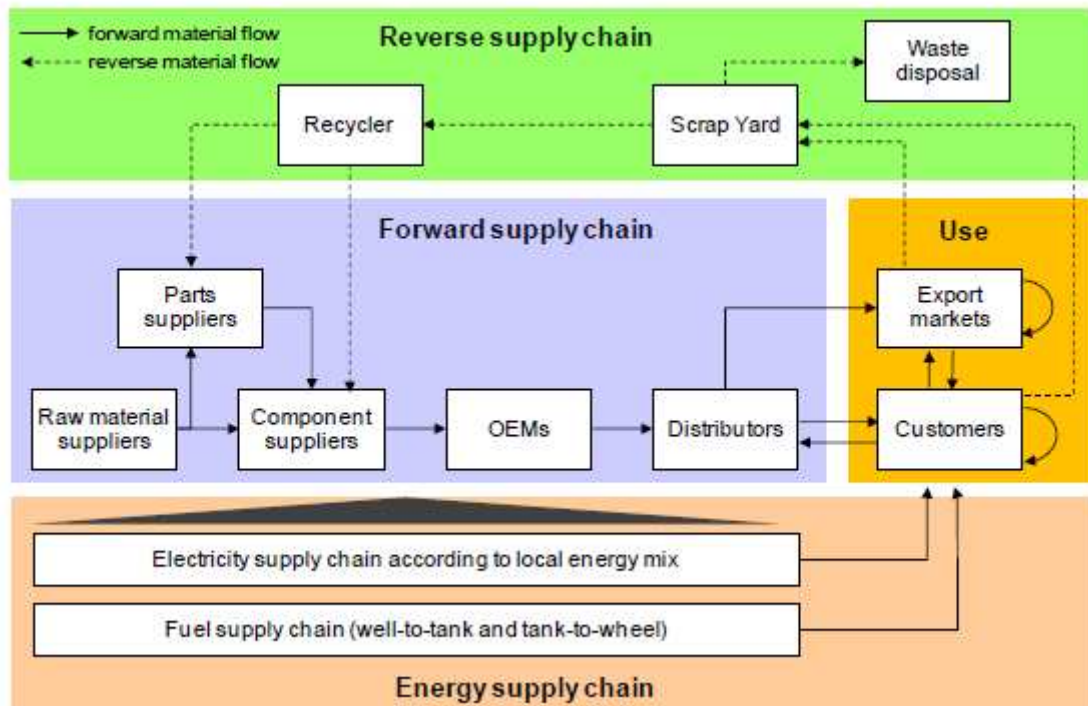 forward material flow
reverse material flow
Reverse supply chain
Waste
disposal
Recycler
Scrap Yard
Forward supply chain
Use
Parts
suppliers
Export
markets
Raw material
suppliers
Component
suppliers
OEMs
Distributors
Customers
Electricity supply chain according to local energy mix
Fuel supply chain (well-to-tank and tank-to-wheel)
Energy supply chain